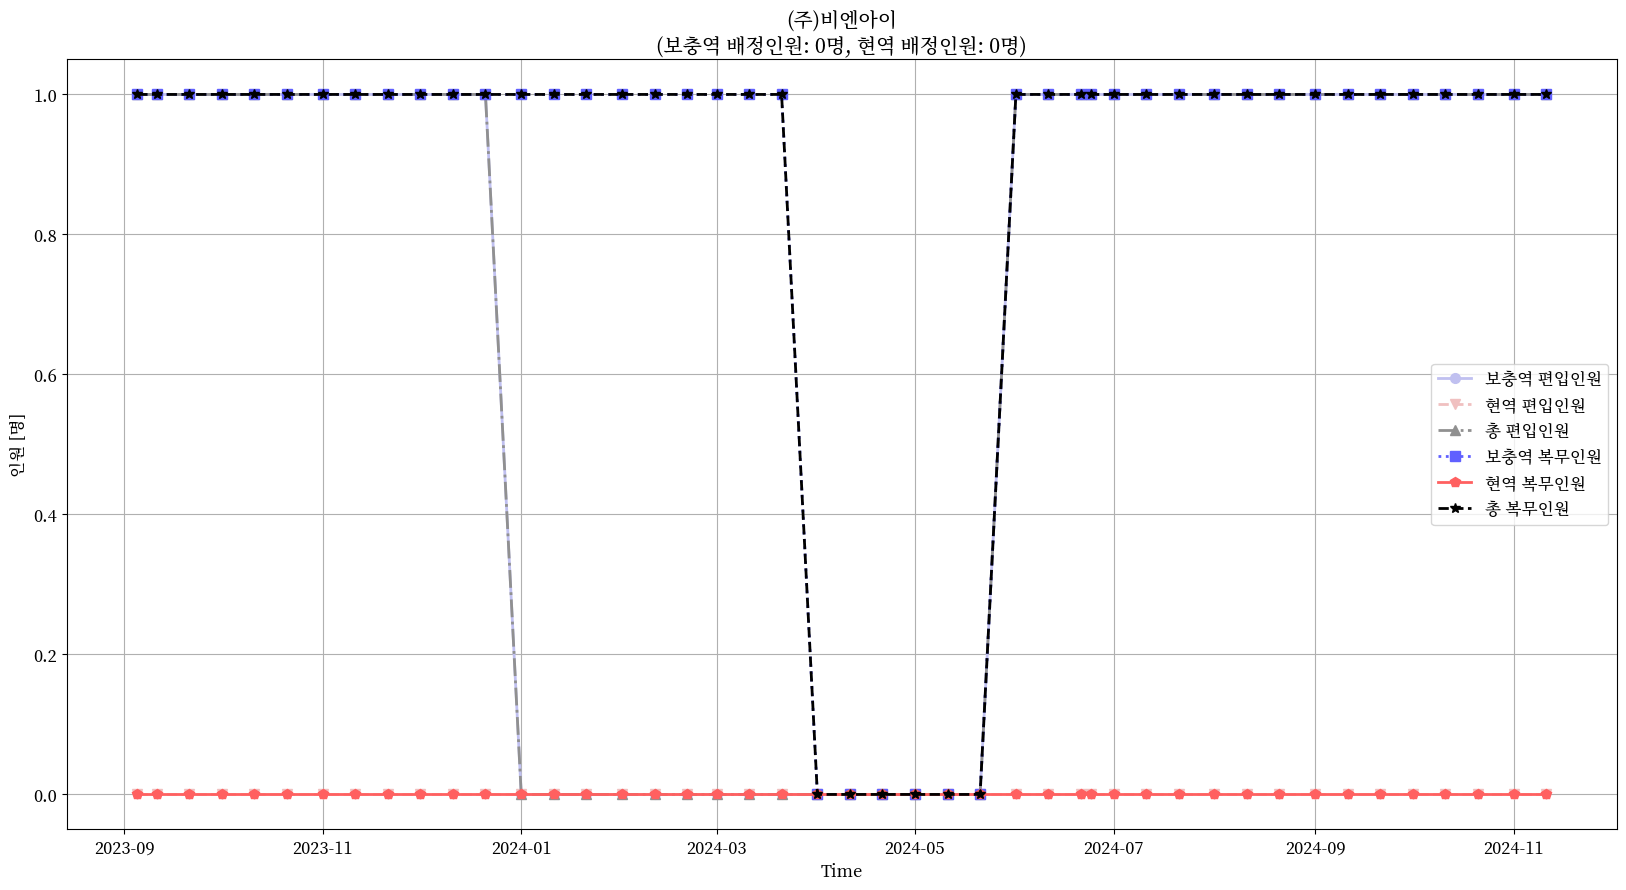 (주)비엔아이
(보충역 배정인원: 0명, 현역 배정인원: 0명)
인원 [명]
1.0
0.8
0.6
0.4
0.2
0.0
보충역 편입인원
현역 편입인원
총 편입인원
보충역 복무인원
현역 복무인원
총 복무인원
2023-09
2023-11
2024-01
2024-03
2024-05
2024-07
2024-09
2024-11
Time